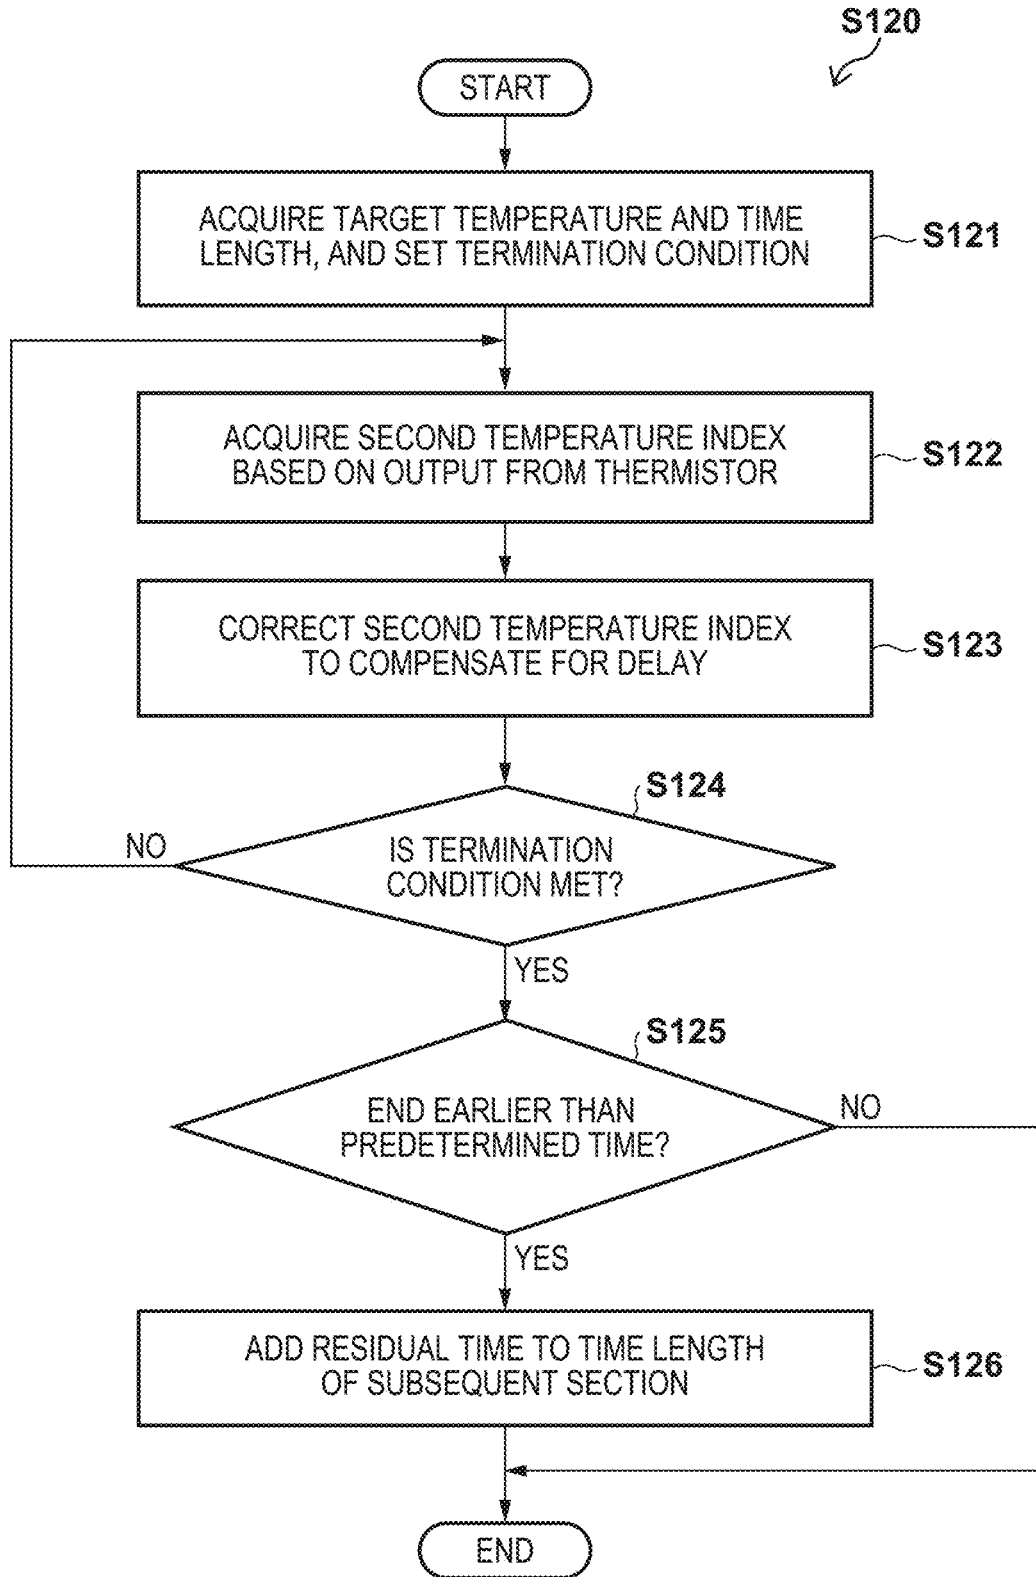 S120
START
ACQUIRE TARGET TEMPERATURE AND TIME
LENGTH, AND SET TERMINATION CONDITION
S121
ACQUIRE SECOND TEMPERATURE INDEX
BASED ON OUTPUT FROM THERMISTOR
S122
CORRECT SECOND TEMPERATURE INDEX
TO COMPENSATE FOR DELAY
S123
S124
NO
IS TERMINATION
CONDITION MET?
YES
S125
END EARLIER THAN
PREDETERMINED TIME?
NO
YES
ADD RESIDUAL TIME TO TIME LENGTH
OF SUBSEQUENT SECTION
S126
END